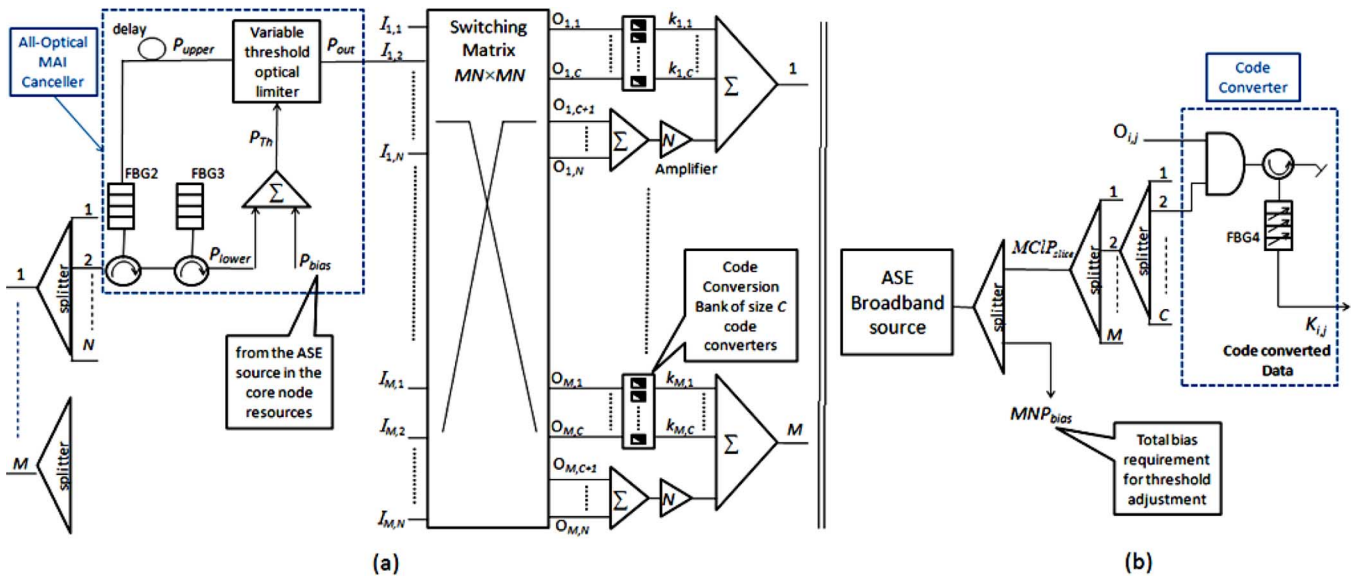 All-Optical
MAI
Canceller
delay
P_upper
Variable
threshold
optical
limiter
P_out
P_Th
FBG2
FBG3
Σ
P_lower
P_bias
from the ASE
source in the
core node
resources
1
splitter
1
2
N
M
splitter
I_1,1
I_1,2
I_1,N
I_M,1
I_M,2
I_M,N
Switching
Matrix
MN×MN
O_1,1
O_1,C
O_1,C+1
O_1,N
k_1,1
k_1,C
Σ
N
Amplifier
Σ
1
Code
Conversion
Bank of size C
code
converters
O_M,1
O_M,C
O_M,C+1
O_M,N
k_M,1
k_M,C
Σ
N
Σ
M
(a)
ASE
Broadband
source
splitter
MClP_slice
MNP_bias
Total bias
requirement
for threshold
adjustment
splitter
1
2
M
splitter
1
2
C
Code
Converter
O_i,j
FBG4
K_i,j
Code converted
Data
(b)